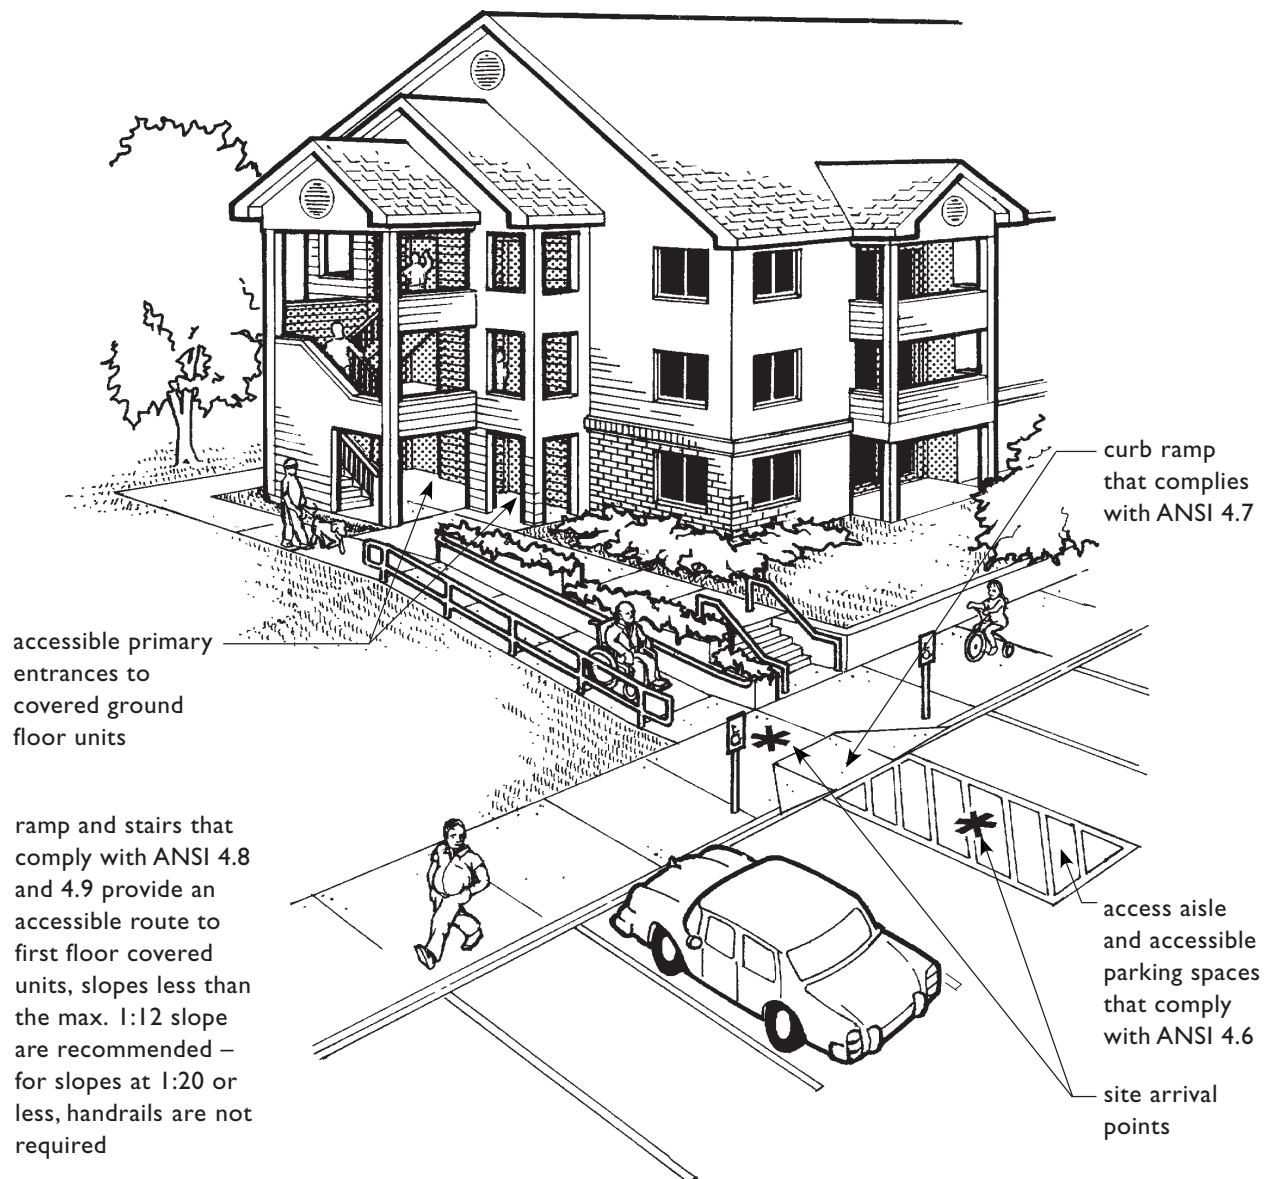 curb ramp
that complies
with ANSI 4.7
accessible primary
entrances to
covered ground
floor units
ramp and stairs that
comply with ANSI 4.8
and 4.9 provide an
accessible route to
first floor covered
units, slopes less than
the max. 1:12 slope
are recommended –
for slopes at 1:20 or
less, handrails are not
required
access aisle
and accessible
parking spaces
that comply
with ANSI 4.6
site arrival
points